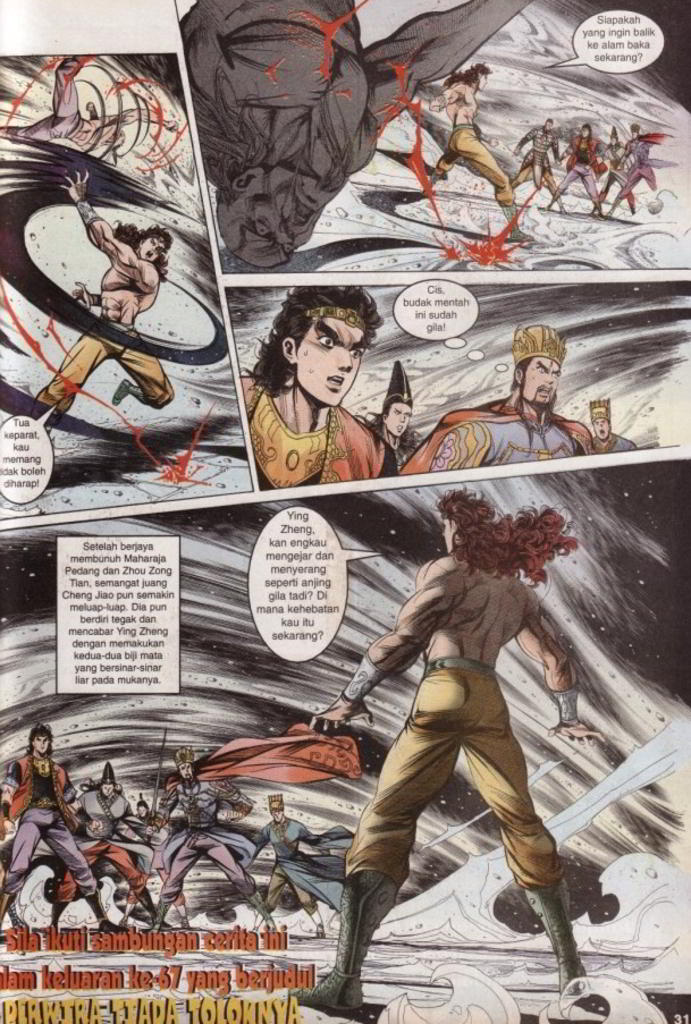 Siapakah
yang ingin balik
ke alam baka
sekarang?
Tua
keparat,
kau
memang
tidak boleh
diharap!
Cis,
budak mentah
ini sudah
gila!
Setelah berjaya
membunuh Maharaja
Pedang dan Zhou Zong
Tian, semangat juang
Cheng Jiao pun semakin
meluap-luap. Dia pun
berdiri tegak dan
mencabar Ying Zheng
dengan memakukan
kedua-dua biji mata
yang bersinar-sinar
liar pada mukanya.
Ying
Zheng,
kan engkau
mengejar dan
menyerang
seperti anjing
gila tadi? Di
mana kehebatan
kau itu
sekarang?
Sila ikuti sambungan cerita ini
dalam keluaran ke-67 yang berjudul
PERWIRA TIADA TOLOKNYA
31